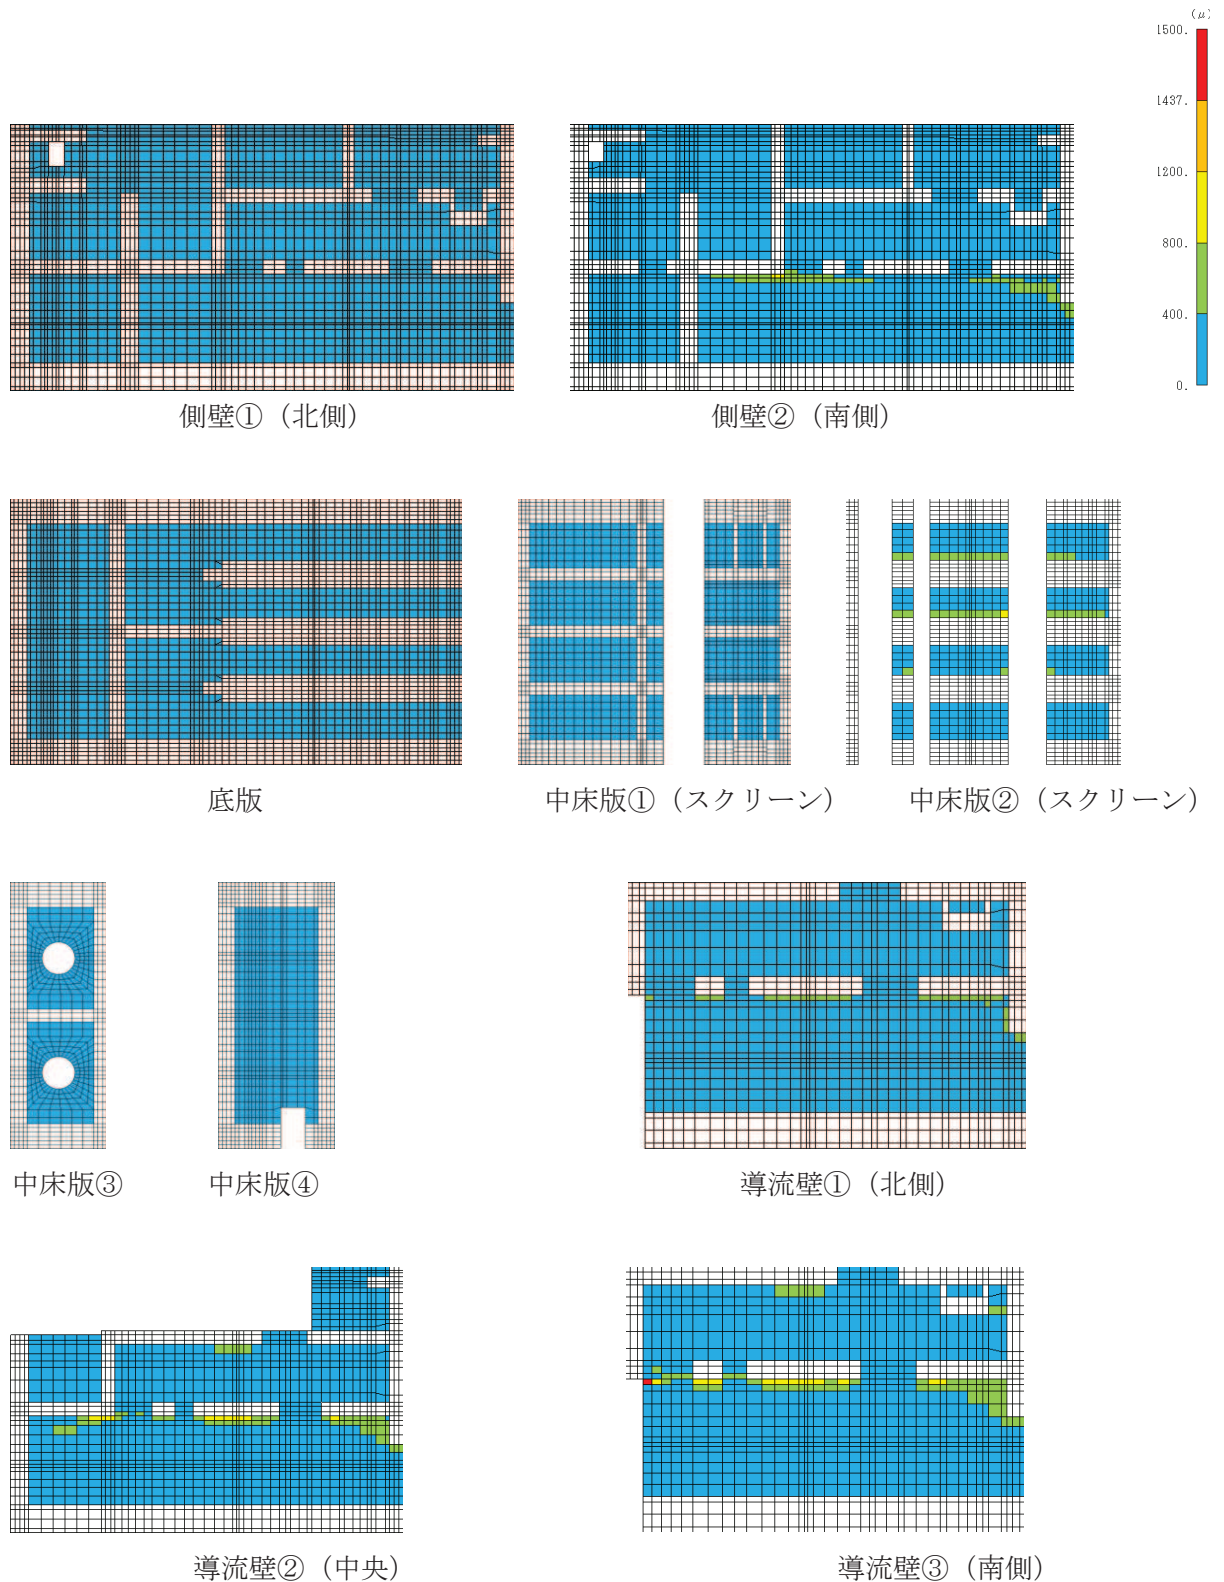 (μ)
1500.
1437.
1200.
800.
400.
0.
側壁①（北側）
側壁②（南側）
底版
中床版①（スクリーン）
中床版②（スクリーン）
中床版③
中床版④
導流壁①（北側）
導流壁②（中央）
導流壁③（南側）